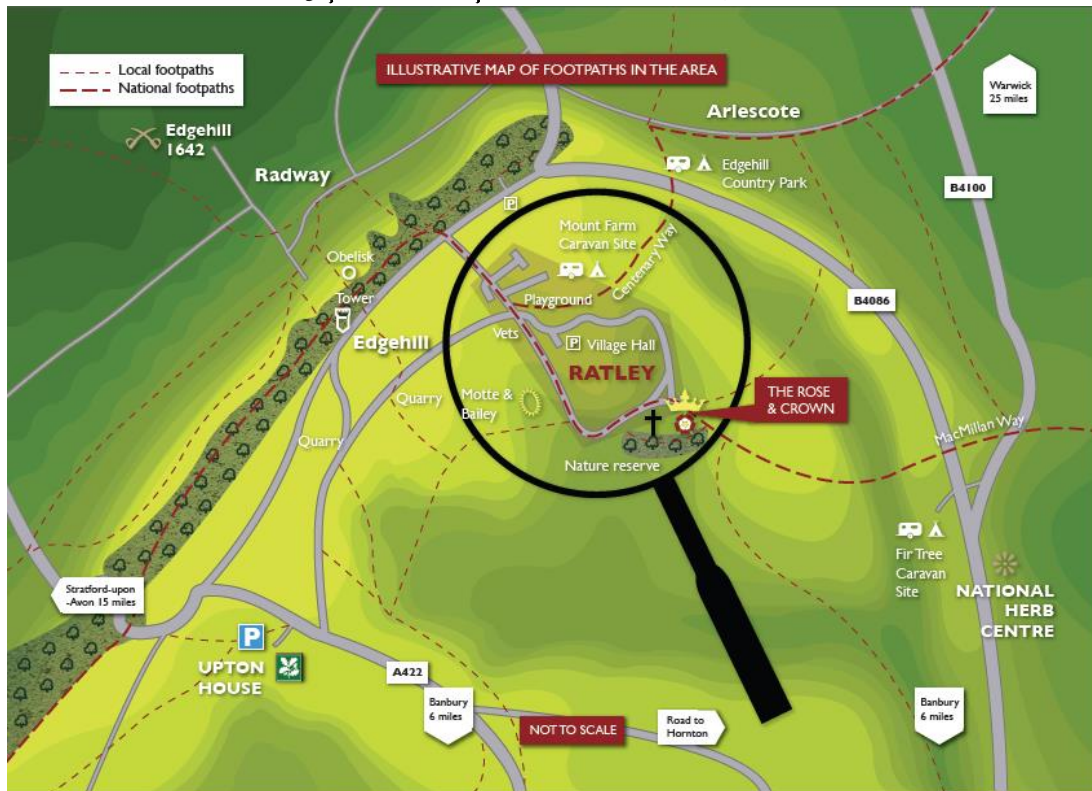 Local footpaths
National footpaths
ILLUSTRATIVE MAP OF FOOTPATHS IN THE AREA
Warwick
25 miles
Edgehill
1642
Arlescote
Radway
Edgehill
Country Park
B4100
P
Mount Farm
Caravan Site
Centenary Way
Obelisk
Tower
Playground
B4086
Vets
Edgehill
P Village Hall
RATLEY
Quarry
Motte &
Bailey
THE ROSE
& CROWN
Quarry
MacMillan Way
Nature reserve
Fir Tree
Caravan
Site
NATIONAL
HERB
CENTRE
Stratford-upon
-Avon 15 miles
P
UPTON
HOUSE
A422
Banbury
6 miles
NOT TO SCALE
Road to
Hornton
Banbury
6 miles